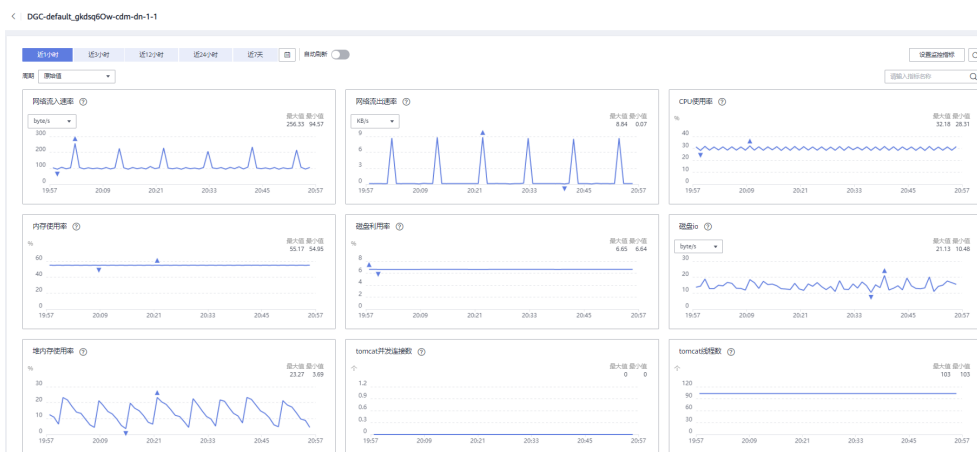 DGC-default_gkdsq6Ow-cdm-dn-1-1
近1小时 近3小时 近12小时 近24小时 近7天 自动刷新 设置监控指标
周期 原始值 请输入指标名称
网络流入速率
byte/s
最大值 最小值
256.33 94.57
300
200
100
0
19:57 20:09 20:21 20:33 20:45 20:57
网络流出速率
KB/s
最大值 最小值
8.84 0.07
9
6
3
0
19:57 20:09 20:21 20:33 20:45 20:57
CPU使用率
%
最大值 最小值
32.18 28.31
40
30
20
10
0
19:57 20:09 20:21 20:33 20:45 20:57
内存使用率
%
最大值 最小值
55.17 54.95
60
40
20
0
19:57 20:09 20:21 20:33 20:45 20:57
磁盘利用率
%
最大值 最小值
6.65 6.64
8
6
4
2
0
19:57 20:09 20:21 20:33 20:45 20:57
磁盘io
byte/s
最大值 最小值
21.13 10.48
30
20
10
0
19:57 20:09 20:21 20:33 20:45 20:57
堆内存使用率
%
最大值 最小值
23.27 3.69
30
20
10
0
19:57 20:09 20:21 20:33 20:45 20:57
tomcat并发连接数
个
最大值 最小值
0 0
1.2
0.9
0.6
0.3
0
19:57 20:09 20:21 20:33 20:45 20:57
tomcat线程数
个
最大值 最小值
103 103
120
90
60
30
0
19:57 20:09 20:21 20:33 20:45 20:57